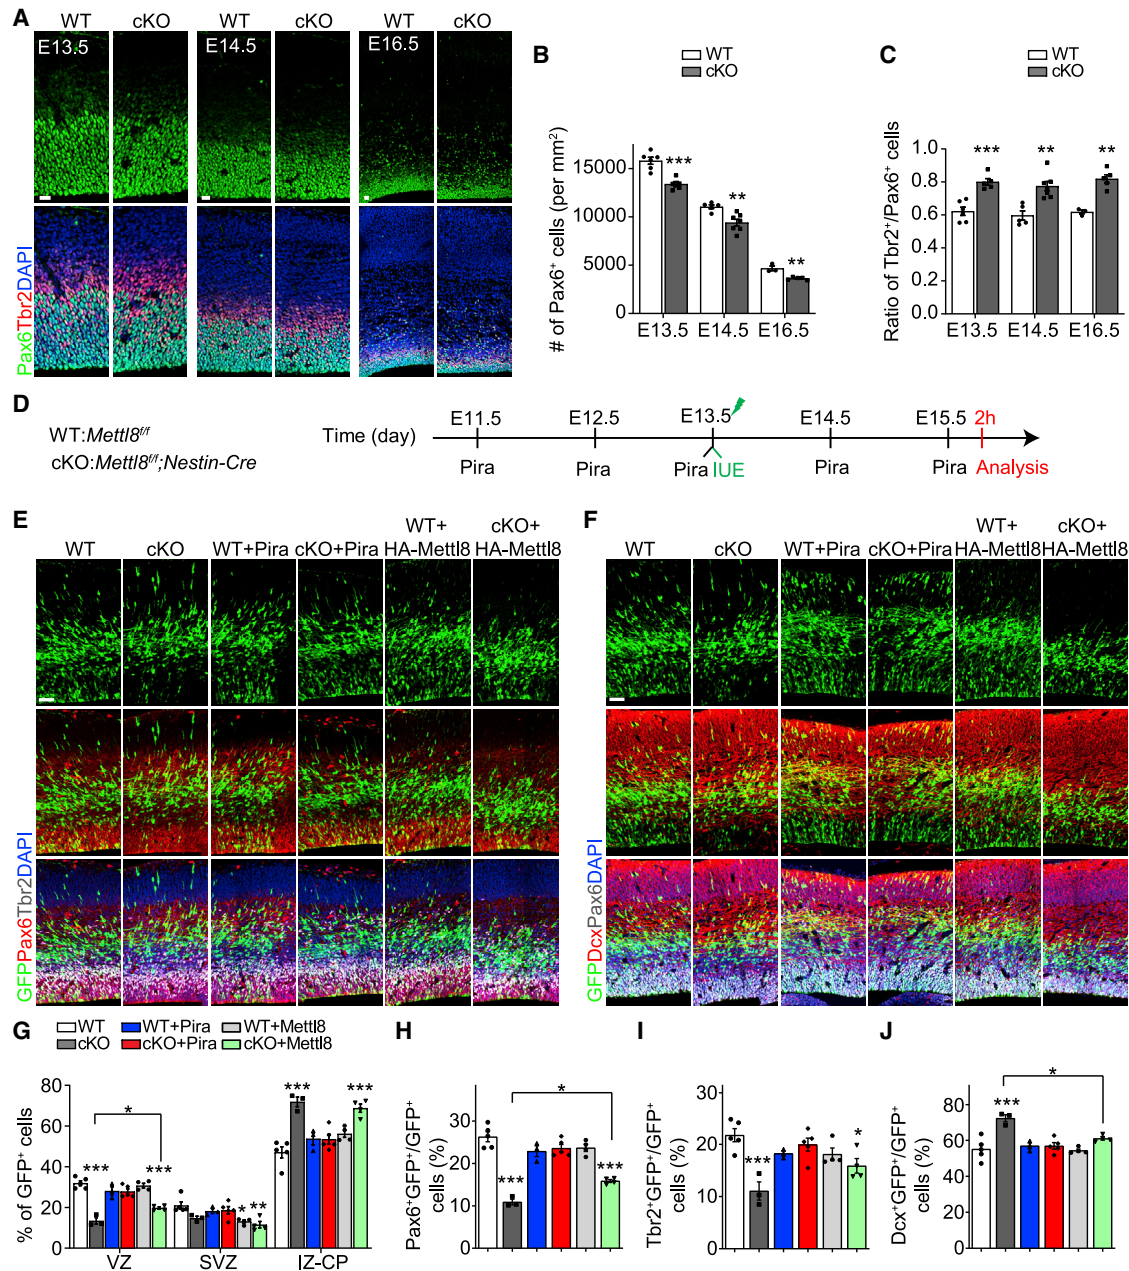 A
WT cKO WT cKO WT cKO
E13.5 E14.5 E16.5
Pax6Tbr2DAPI
B
WT
cKO
# of Pax6+ cells (per mm2)
15000
10000
5000
0
*** ** **
E13.5 E14.5 E16.5
C
WT
cKO
Ratio of Tbr2+/Pax6+ cells
1.0
0.8
0.6
0.4
0.2
0
*** ** **
E13.5 E14.5 E16.5
D
WT:Mettl8f/f
cKO:Mettl8f/f;Nestin-Cre
Time (day)
E11.5 E12.5 E13.5 E14.5 E15.5 2h
Pira Pira Pira IUE Pira Pira Analysis
E
WT cKO WT+Pira cKO+Pira WT+ HA-Mettl8 cKO+ HA-Mettl8
GFPPax6Tbr2DAPI
F
WT cKO WT+Pira cKO+Pira WT+ HA-Mettl8 cKO+ HA-Mettl8
GFPDcxPax6DAPI
G
WT WT+Pira WT+Mettl8
cKO cKO+Pira cKO+Mettl8
% of GFP+ cells
80
60
40
20
0
*** * *** * ** *** ***
VZ SVZ IZ-CP
H
Pax6+GFP+/GFP+
cells (%)
30
20
10
0
*** * ***
I
Tbr2+GFP+/GFP+
cells (%)
20
10
0
*** *
J
Dcx+GFP+/GFP+
cells (%)
80
60
40
20
0
*** *